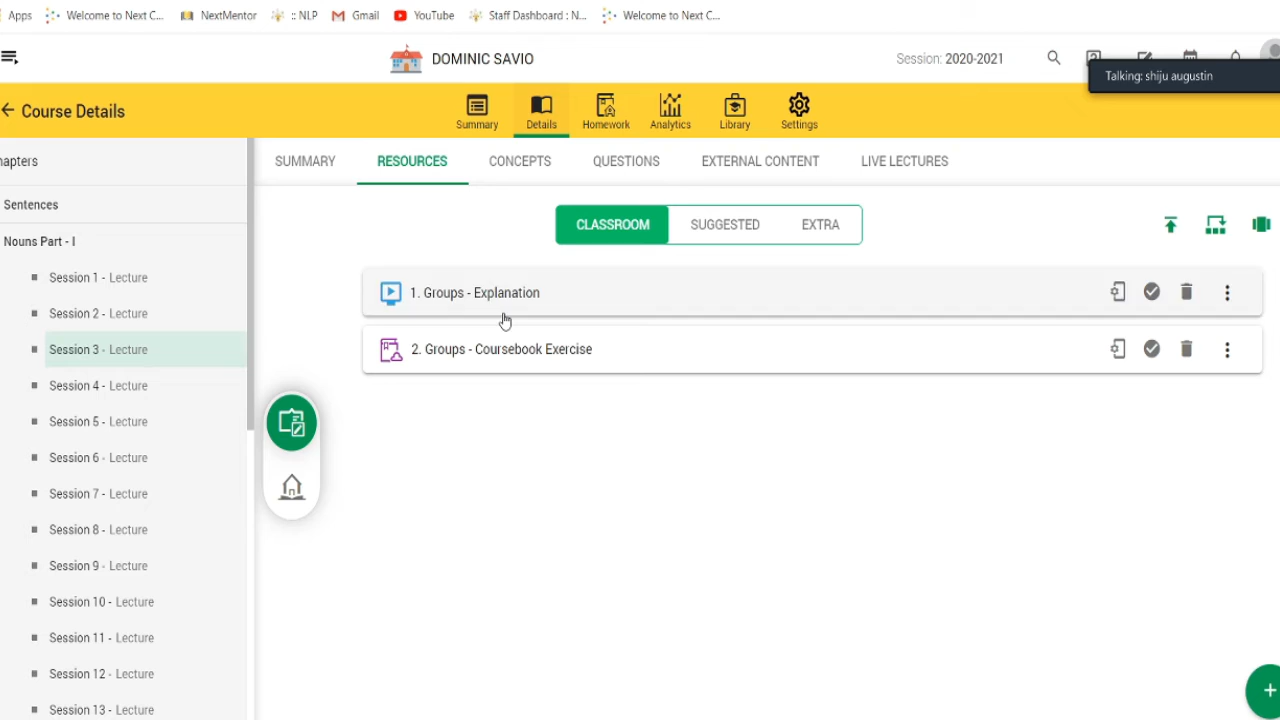 Apps
Welcome to Next C...
NextMentor
:: NLP
Gmail
YouTube
Staff Dashboard : N...
Welcome to Next C...
DOMINIC SAVIO
Session: 2020-2021
Talking: shiju augustin
Course Details
Summary
Details
Homework
Analytics
Library
Settings
hapters
SUMMARY
RESOURCES
CONCEPTS
QUESTIONS
EXTERNAL CONTENT
LIVE LECTURES
Sentences
CLASSROOM
SUGGESTED
EXTRA
Nouns Part - I
Session 1 - Lecture
1. Groups - Explanation
Session 2 - Lecture
Session 3 - Lecture
2. Groups - Coursebook Exercise
Session 4 - Lecture
Session 5 - Lecture
Session 6 - Lecture
Session 7 - Lecture
Session 8 - Lecture
Session 9 - Lecture
Session 10 - Lecture
Session 11 - Lecture
Session 12 - Lecture
Session 13 - Lecture